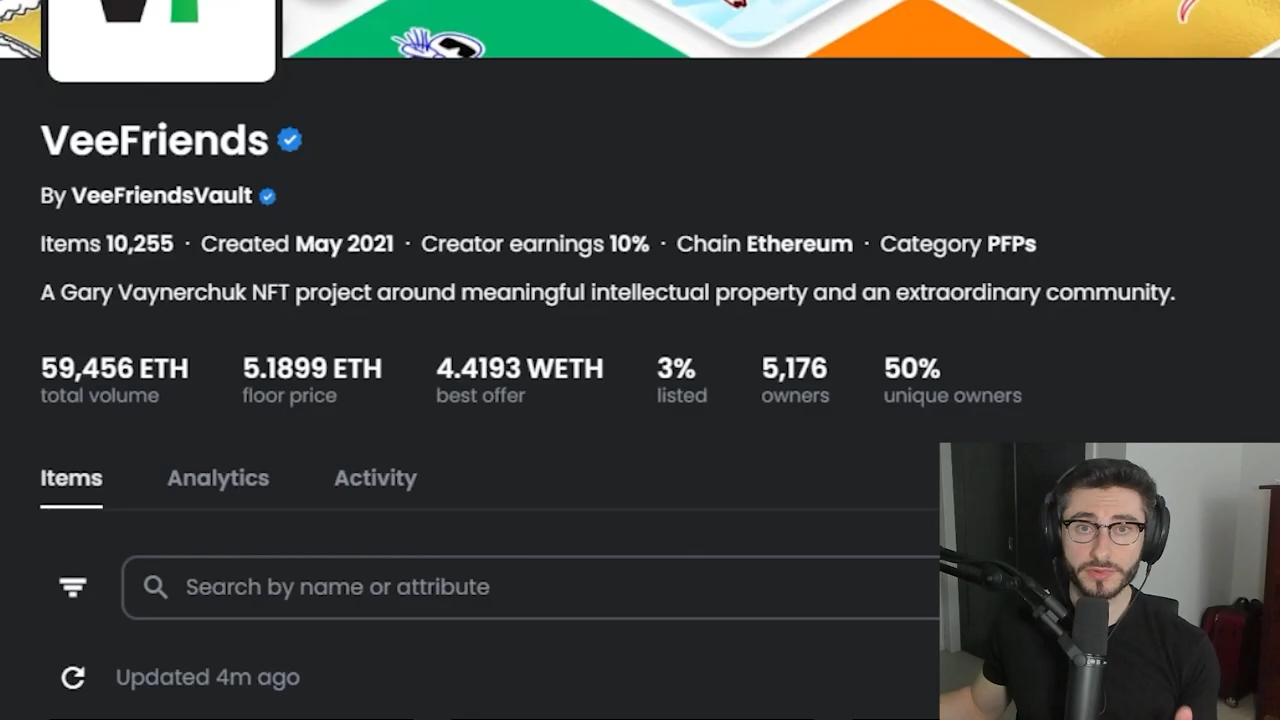 VeeFriends
By VeeFriendsVault
Items 10,255 · Created May 2021 · Creator earnings 10% · Chain Ethereum · Category PFPs
A Gary Vaynerchuk NFT project around meaningful intellectual property and an extraordinary community.
59,456 ETH 5.1899 ETH 4.4193 WETH 3% 5,176 50%
total volume floor price best offer listed owners unique owners
Items Analytics Activity
Search by name or attribute
Updated 4m ago